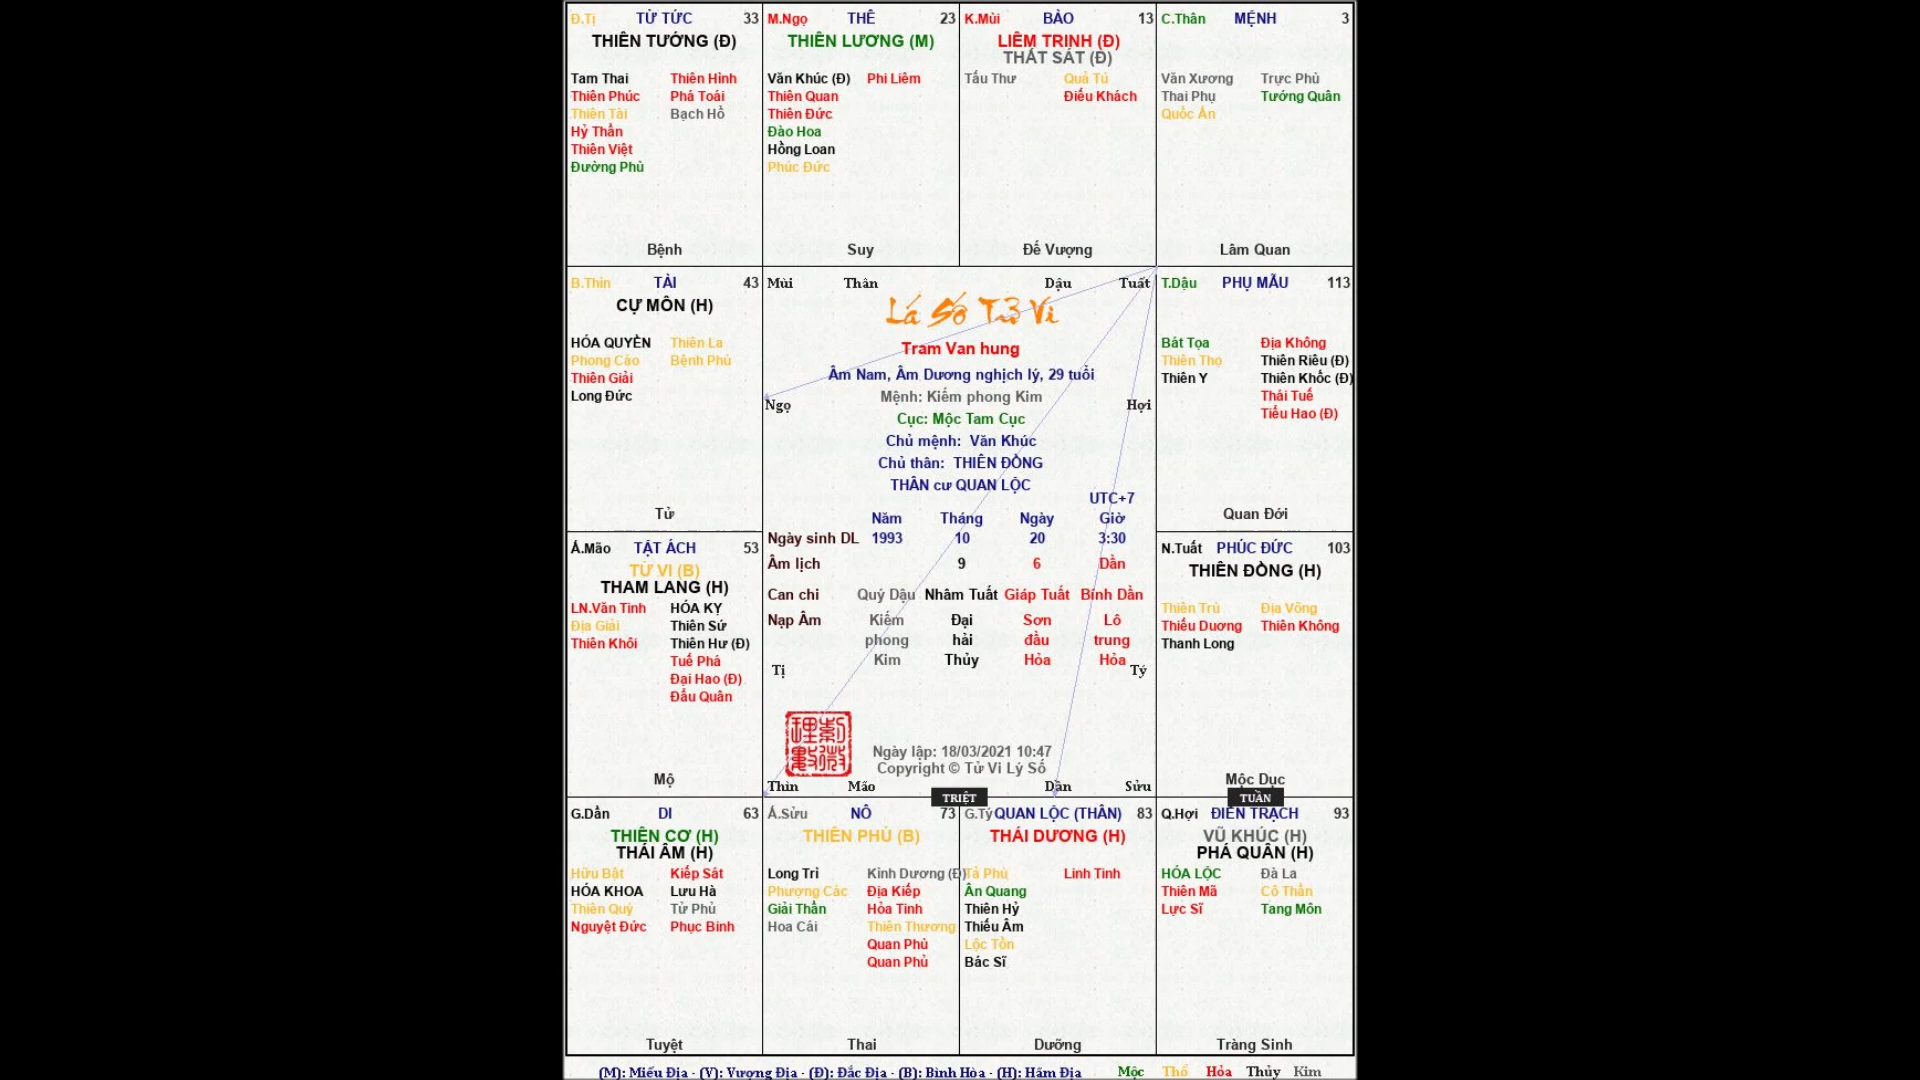 Đ.Tị TỬ TỨC 33
THIÊN TƯỚNG (Đ)
Tam Thai Thiên Hình
Thiên Phúc Phá Toái
Thiên Tài Bạch Hổ
Hỷ Thần
Thiên Việt
Đường Phù
Bệnh
M.Ngọ THÊ 23
THIÊN LƯƠNG (M)
Văn Khúc (Đ) Phi Liêm
Thiên Quan
Thiên Đức
Đào Hoa
Hồng Loan
Phúc Đức
Suy
K.Mùi BÀO 13
LIÊM TRINH (Đ)
THẤT SÁT (Đ)
Tấu Thư Quả Tú
Điếu Khách
Đế Vượng
C.Thân MỆNH 3
Văn Xương Trực Phù
Thai Phụ Tướng Quân
Quốc Ấn
Lâm Quan
B.Thìn TÀI 43
CỰ MÔN (H)
HÓA QUYỀN Thiên La
Phong Cáo Bệnh Phù
Thiên Giải
Long Đức
Tử
Mùi Thân Dậu Tuất
Lá Số Tử Vi
Tram Van hung
Âm Nam, Âm Dương nghịch lý, 29 tuổi
Mệnh: Kiếm phong Kim
Ngọ Hợi
Cục: Mộc Tam Cục
Chủ mệnh: Văn Khúc
Chủ thân: THIÊN ĐỒNG
THÂN cư QUAN LỘC
UTC+7
Năm Tháng Ngày Giờ
Ngày sinh DL 1993 10 20 3:30
Âm lịch 9 6 Dần
Can chi Quý Dậu Nhâm Tuất Giáp Tuất Bính Dần
Nạp Âm Kiếm Đại Sơn Lô
phong hải đầu trung
Kim Thủy Hỏa Hỏa
Tị Tý
Ngày lập: 18/03/2021 10:47
Copyright © Tử Vi Lý Số
Thìn Mão Dần Sửu
T.Dậu PHỤ MẪU 113
Bát Tọa Địa Không
Thiên Thọ Thiên Riêu (Đ)
Thiên Y Thiên Khốc (Đ)
Thái Tuế
Tiểu Hao (Đ)
Quan Đới
Ấ.Mão TẬT ÁCH 53
TỬ VI (B)
THAM LANG (H)
LN.Văn Tinh HÓA KỴ
Địa Giải Thiên Sứ
Thiên Khôi Thiên Hư (Đ)
Tuế Phá
Đại Hao (Đ)
Đẩu Quân
Mộ
N.Tuất PHÚC ĐỨC 103
THIÊN ĐỒNG (H)
Thiên Trù Địa Võng
Thiếu Dương Thiên Không
Thanh Long
Mộc Dục
TRIỆT TUẦN
G.Dần DI 63
THIÊN CƠ (H)
THÁI ÂM (H)
Hữu Bật Kiếp Sát
HÓA KHOA Lưu Hà
Thiên Quý Tử Phù
Nguyệt Đức Phục Binh
Tuyệt
Ấ.Sửu NÔ 73
THIÊN PHỦ (B)
Long Trì Kình Dương (Đ)
Phượng Các Địa Kiếp
Giải Thần Hỏa Tinh
Hoa Cái Thiên Thương
Quan Phù
Quan Phủ
Thai
G.Tý QUAN LỘC (THÂN) 83
THÁI DƯƠNG (H)
Tả Phù Linh Tinh
Ân Quang
Thiên Hỷ
Thiếu Âm
Lộc Tồn
Bác Sĩ
Dưỡng
Q.Hợi ĐIỀN TRẠCH 93
VŨ KHÚC (H)
PHÁ QUÂN (H)
HÓA LỘC Đà La
Thiên Mã Cô Thần
Lực Sĩ Tang Môn
Tràng Sinh
(M): Miếu Địa - (V): Vượng Địa - (Đ): Đắc Địa - (B): Bình Hòa - (H): Hãm Địa Mộc Thổ Hỏa Thủy Kim